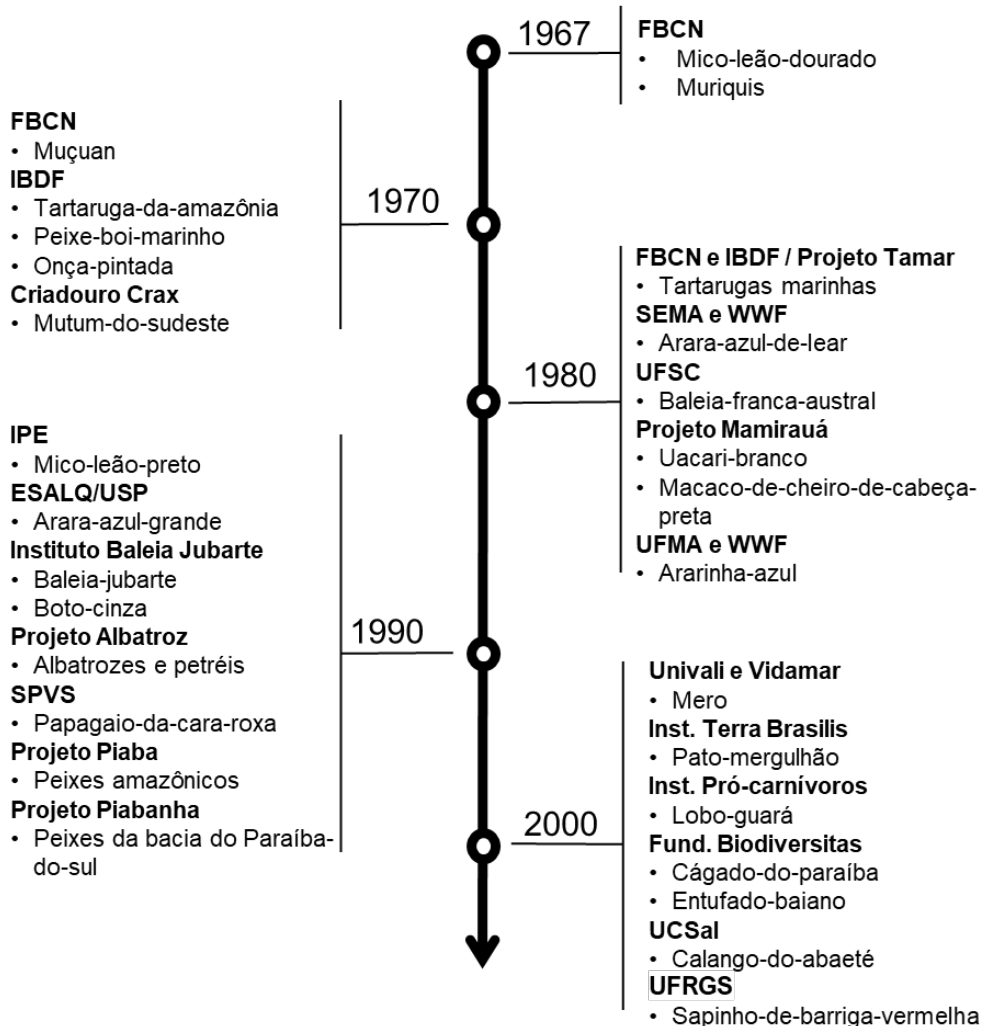 1967
FBCN
• Mico-leão-dourado
• Muriquis
1970
FBCN
• Muçuan
IBDF
• Tartaruga-da-amazônia
• Peixe-boi-marinho
• Onça-pintada
Criadouro Crax
• Mutum-do-sudeste
1980
FBCN e IBDF / Projeto Tamar
• Tartarugas marinhas
SEMA e WWF
• Arara-azul-de-lear
UFSC
• Baleia-franca-austral
Projeto Mamirauá
• Uacari-branco
• Macaco-de-cheiro-de-cabeça-
preta
UFMA e WWF
• Ararinha-azul
1990
IPE
• Mico-leão-preto
ESALQ/USP
• Arara-azul-grande
Instituto Baleia Jubarte
• Baleia-jubarte
• Boto-cinza
Projeto Albatroz
• Albatrozes e petréis
SPVS
• Papagaio-da-cara-roxa
Projeto Piaba
• Peixes amazônicos
Projeto Piabanha
• Peixes da bacia do Paraíba-
do-sul
2000
Univali e Vidamar
• Mero
Inst. Terra Brasilis
• Pato-mergulhão
Inst. Pró-carnívoros
• Lobo-guará
Fund. Biodiversitas
• Cágado-do-paraíba
• Entufado-baiano
UCSal
• Calango-do-abaeté
UFRGS
• Sapinho-de-barriga-vermelha